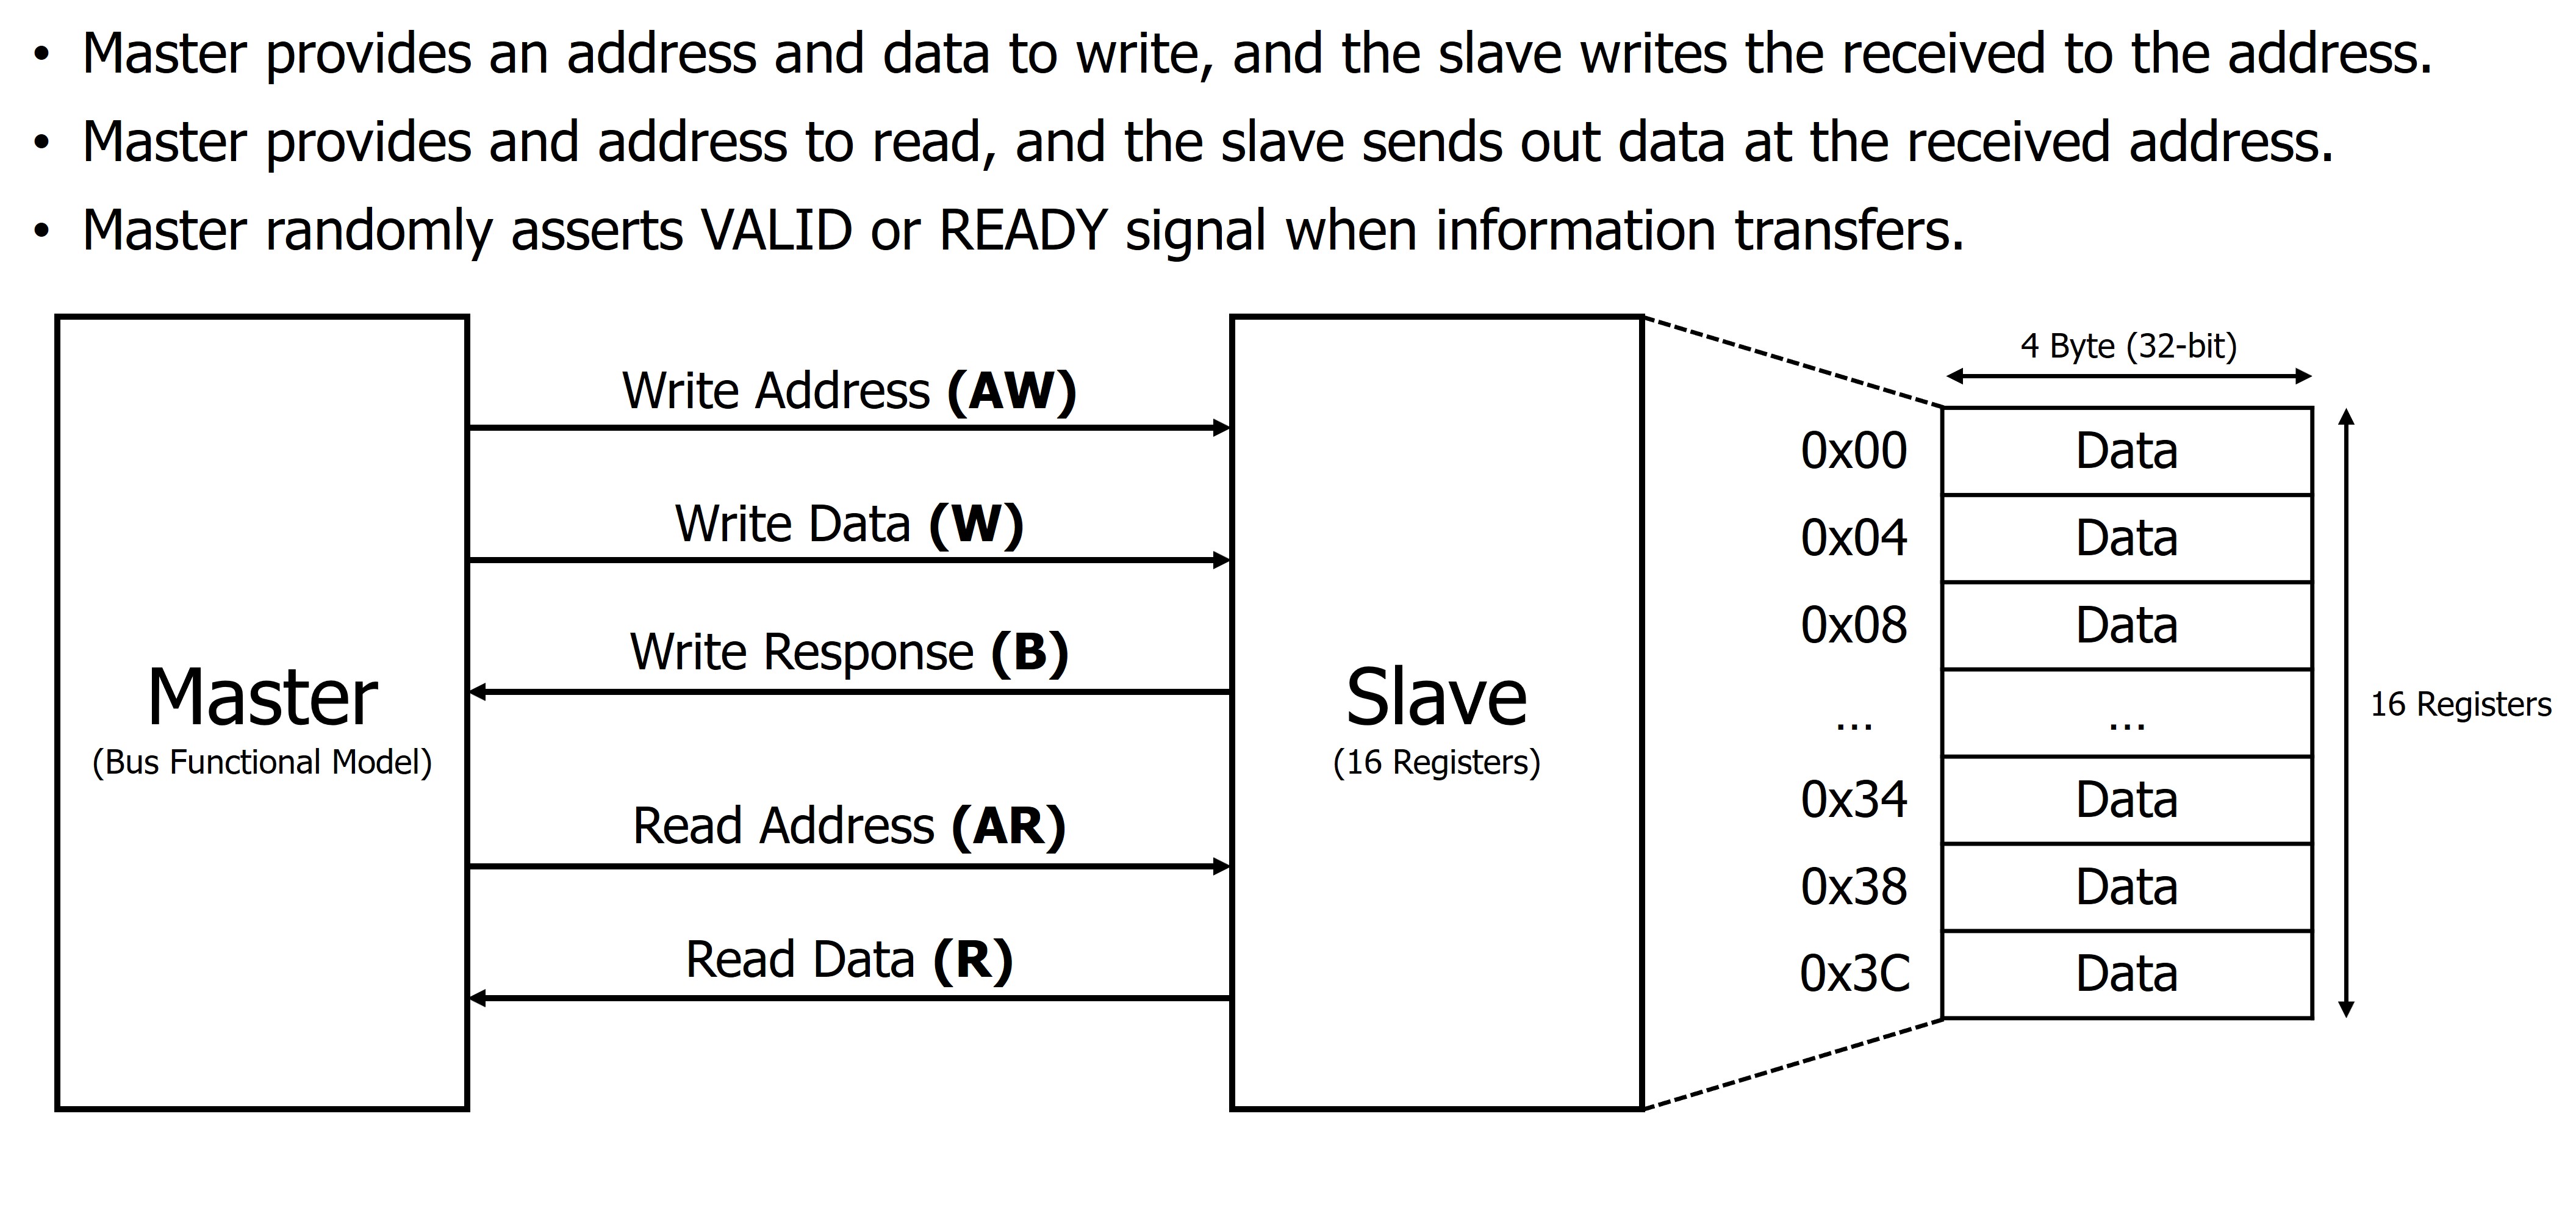 • Master provides an address and data to write, and the slave writes the received to the address.
• Master provides and address to read, and the slave sends out data at the received address.
• Master randomly asserts VALID or READY signal when information transfers.
Master
(Bus Functional Model)
Write Address (AW)
Write Data (W)
Write Response (B)
Read Address (AR)
Read Data (R)
Slave
(16 Registers)
4 Byte (32-bit)
0x00 Data
0x04 Data
0x08 Data
... ...
0x34 Data
0x38 Data
0x3C Data
16 Registers